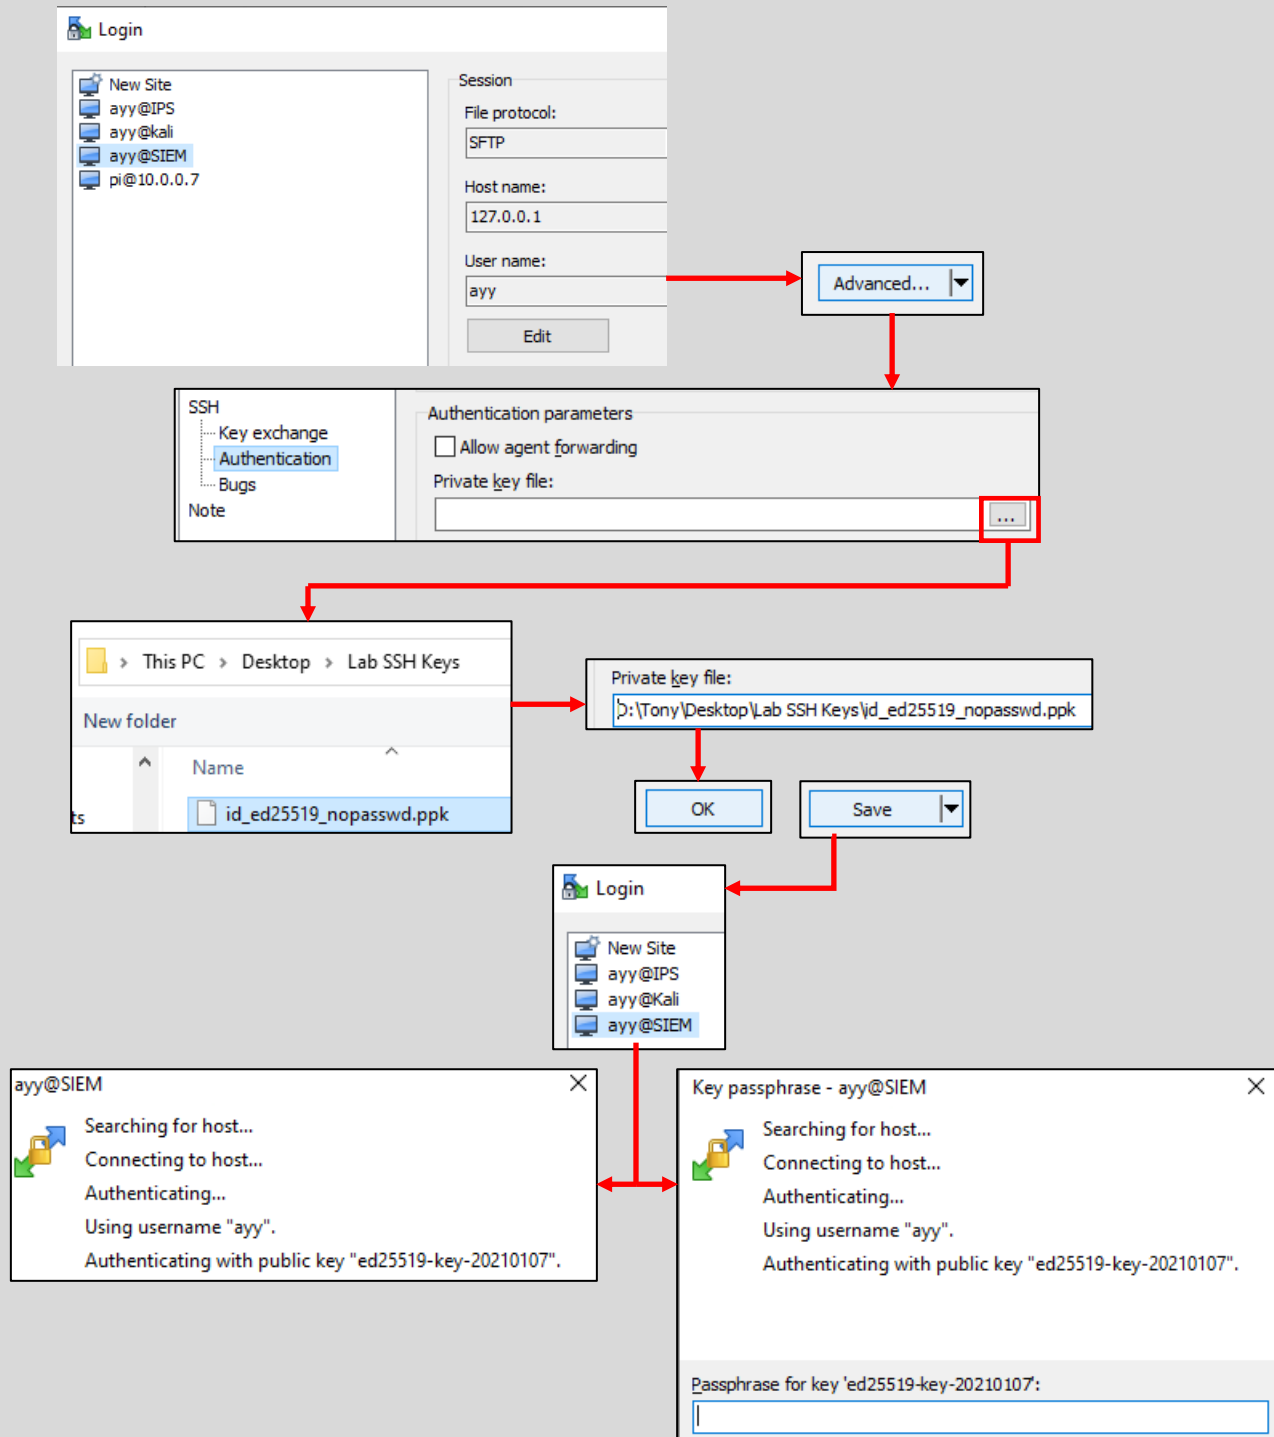 Login
New Site
ayy@IPS
ayy@kali
ayy@SIEM
pi@10.0.0.7
Session
File protocol:
SFTP
Host name:
127.0.0.1
User name:
ayy
Edit
Advanced...
SSH
Key exchange
Authentication
Bugs
Note
Authentication parameters
Allow agent forwarding
Private key file:
...
This PC > Desktop > Lab SSH Keys
New folder
Name
ts
id_ed25519_nopasswd.ppk
Private key file:
D:\Tony\Desktop\Lab SSH Keys\id_ed25519_nopasswd.ppk
OK
Save
Login
New Site
ayy@IPS
ayy@Kali
ayy@SIEM
ayy@SIEM
Searching for host...
Connecting to host...
Authenticating...
Using username "ayy".
Authenticating with public key "ed25519-key-20210107".
Key passphrase - ayy@SIEM
Searching for host...
Connecting to host...
Authenticating...
Using username "ayy".
Authenticating with public key "ed25519-key-20210107".
Passphrase for key 'ed25519-key-20210107':